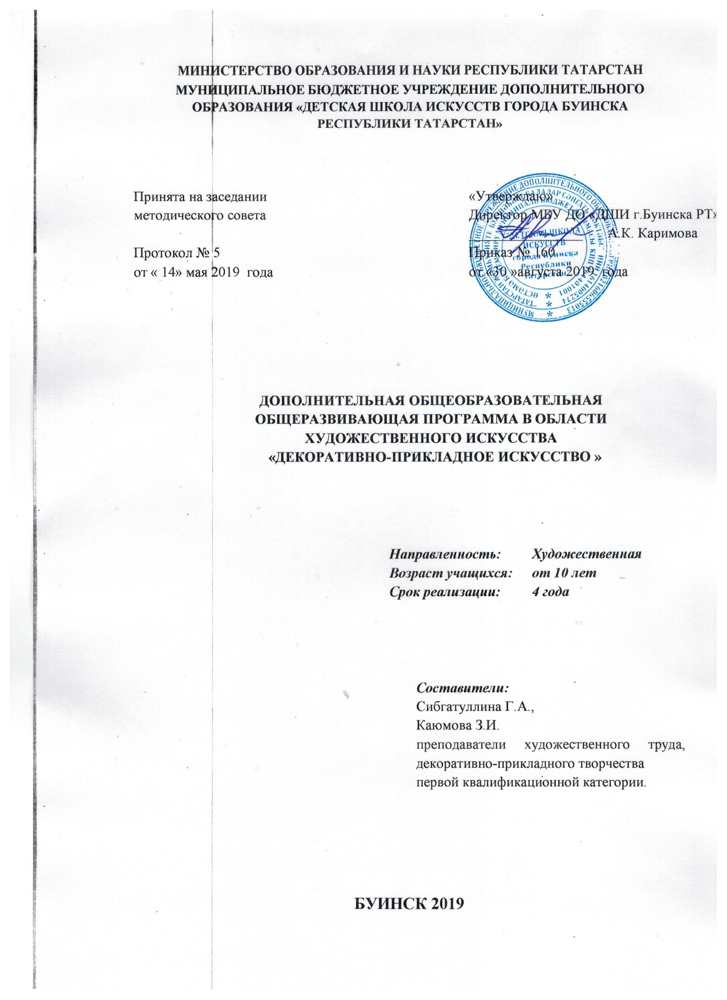 МИНИСТЕРСТВО ОБРАЗОВАНИЯ И НАУКИ РЕСПУБЛИКИ ТАТАРСТАН
МУНИЦИПАЛЬНОЕ БЮДЖЕТНОЕ УЧРЕЖДЕНИЕ ДОПОЛНИТЕЛЬНОГО
ОБРАЗОВАНИЯ «ДЕТСКАЯ ШКОЛА ИСКУССТВ ГОРОДА БУИНСКА
РЕСПУБЛИКИ ТАТАРСТАН»
Принята на заседании
методического совета
Протокол № 5
от « 14» мая 2019 года
«Утверждаю»
Директор МБУ ДО «ДШИ г.Буинска РТ»
А.К. Каримова
Приказ № 160
от «30 »августа 2019 года
ДЕТСКАЯ ШКОЛА
ИСКУССТВ
города Буинска
Республики
Татарстан
ДОПОЛНИТЕЛЬНАЯ ОБЩЕОБРАЗОВАТЕЛЬНАЯ
ОБЩЕРАЗВИВАЮЩАЯ ПРОГРАММА В ОБЛАСТИ
ХУДОЖЕСТВЕННОГО ИСКУССТВА
«ДЕКОРАТИВНО-ПРИКЛАДНОЕ ИСКУССТВО »
Направленность: Художественная
Возраст учащихся: от 10 лет
Срок реализации: 4 года
Составители:
Сибгатуллина Г.А.,
Каюмова З.И.
преподаватели художественного труда,
декоративно-прикладного творчества
первой квалификационной категории.
БУИНСК 2019